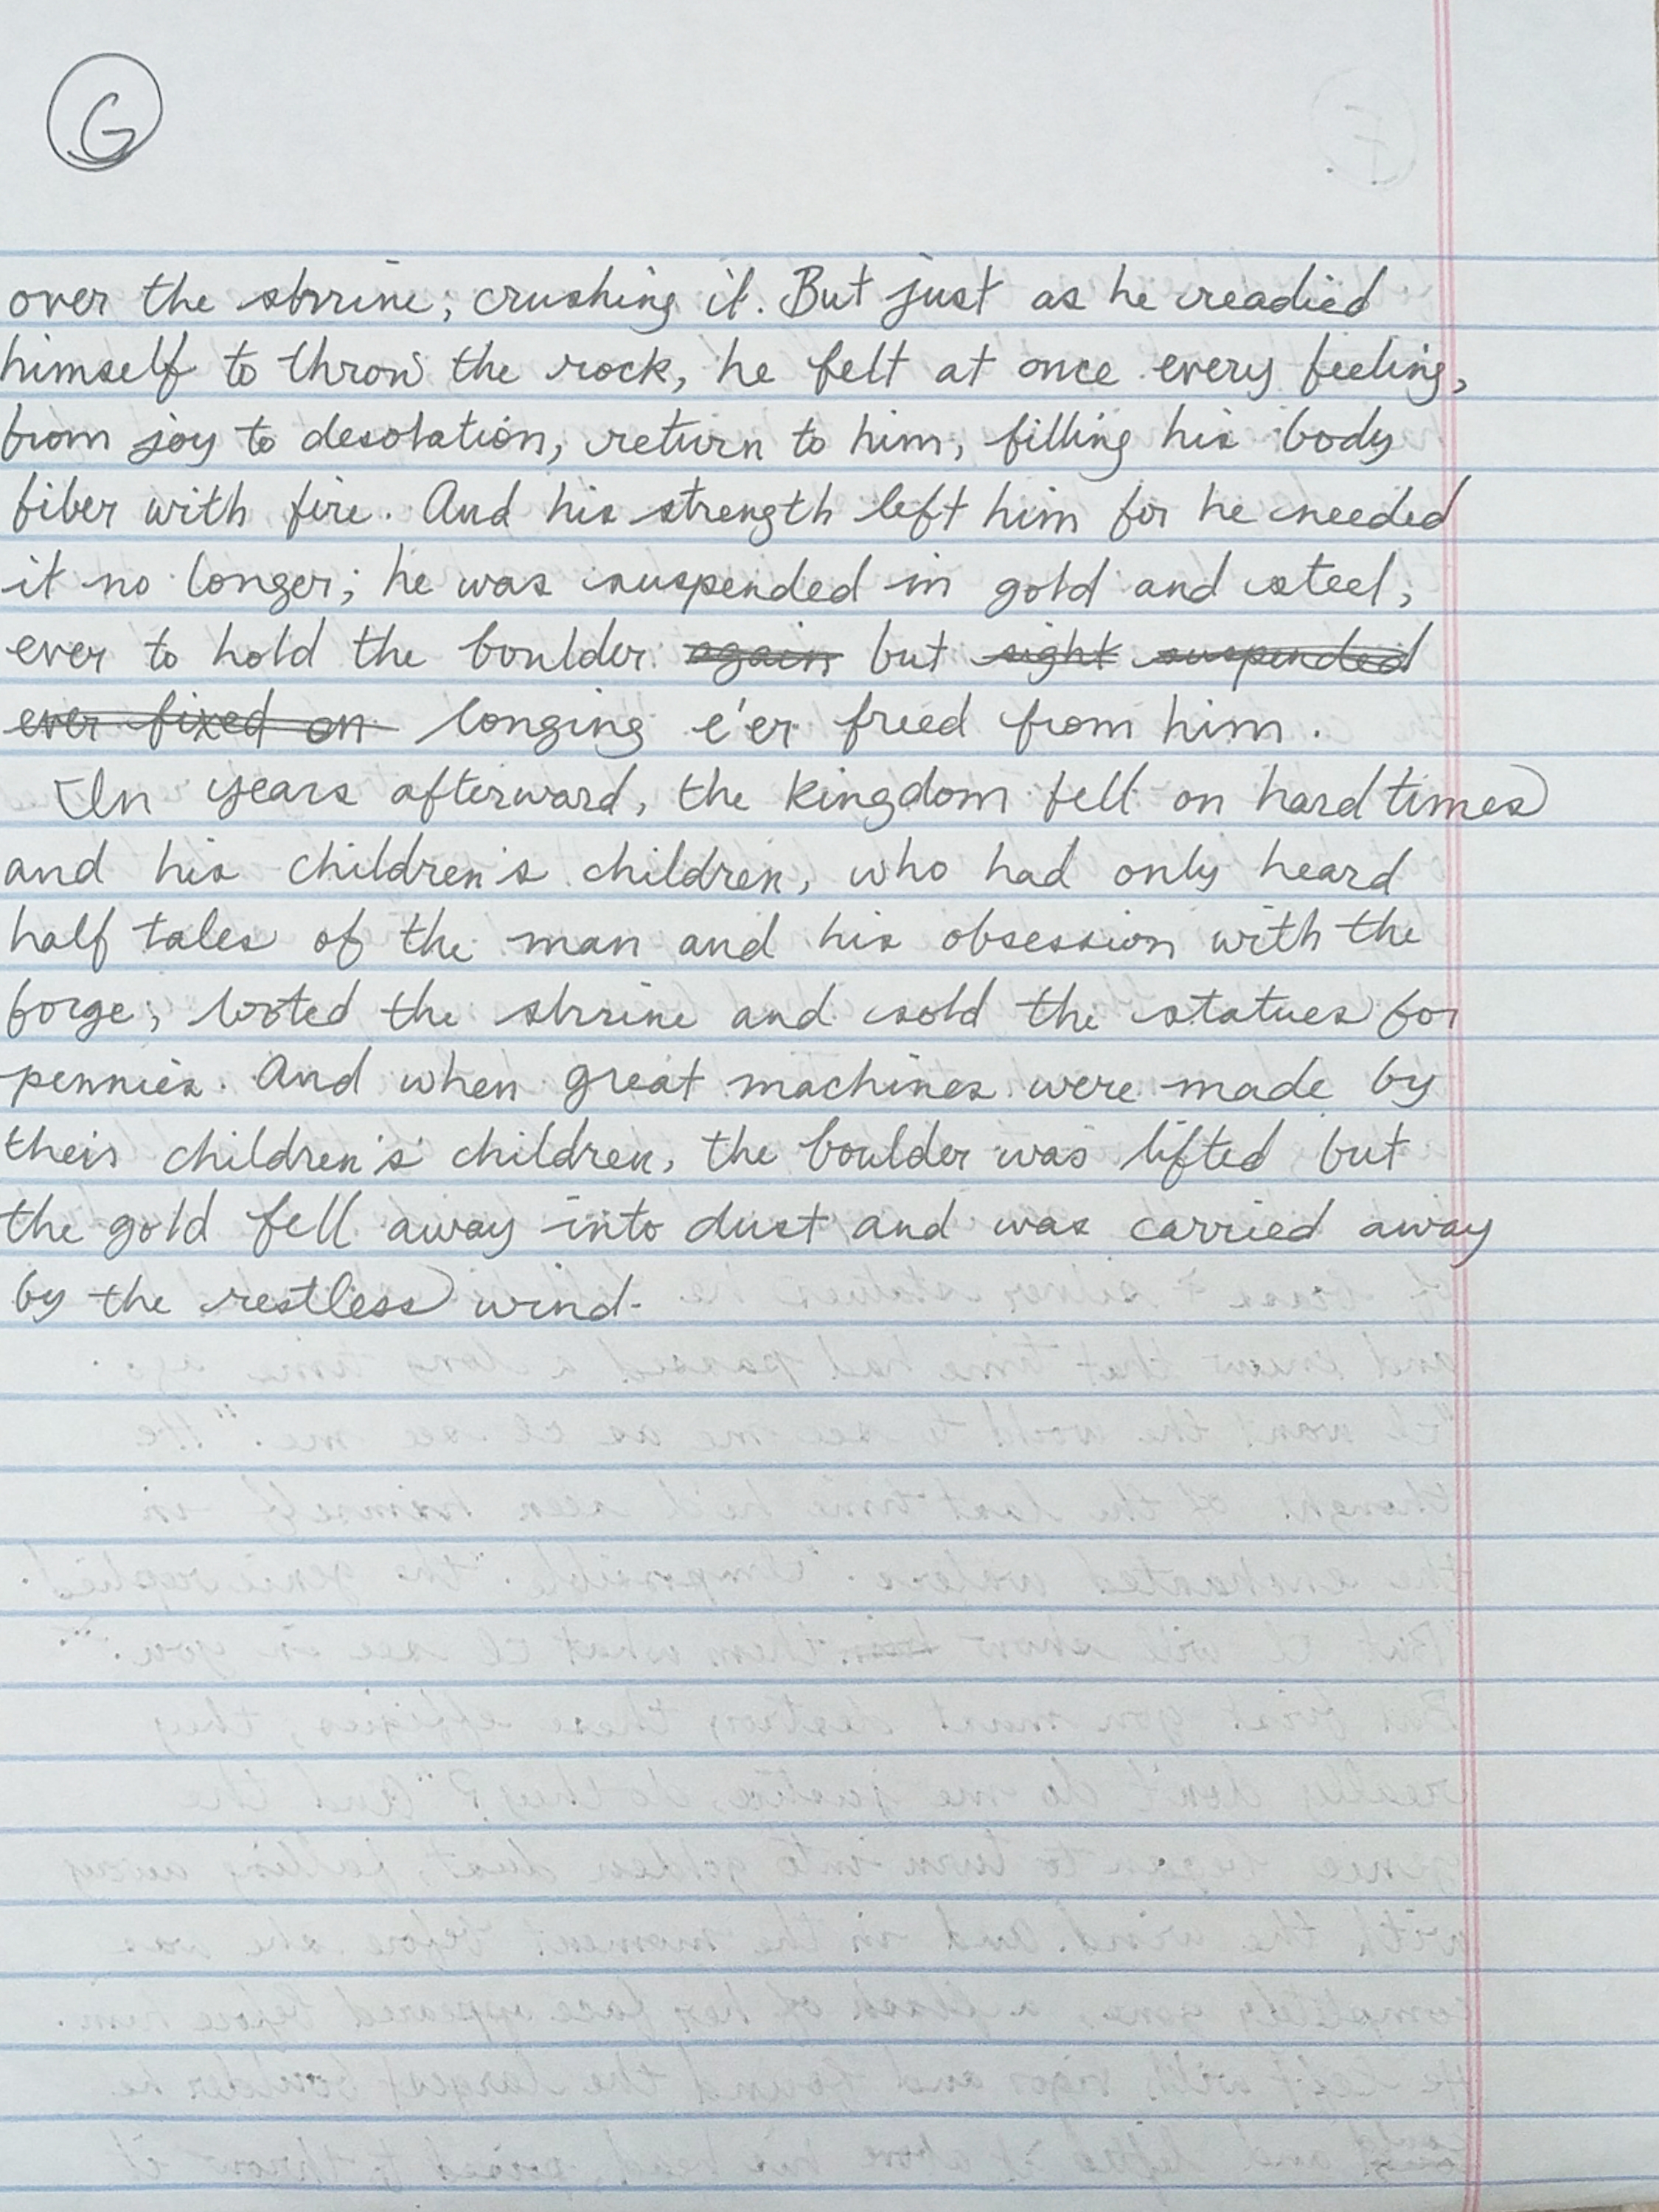 G
over the shrine; crushing it. But just as he readied
himself to throw the rock, he felt at once every feeling,
from joy to desolation, return to him, filling his body
fiber with fire. And his strength left him for he needed
it no longer; he was suspended in gold and steel;
ever to hold the boulder again but sight suspended
ever fixed on longing e'er freed from him.
In years afterward, the kingdom fell on hard times
and his children's children, who had only heard
half tales of the man and his obsession with the
forge; looted the shrine and sold the statues for
pennies. And when great machines were made by
their children's children, the boulder was lifted but
the gold fell away into dust and was carried away
by the restless wind.